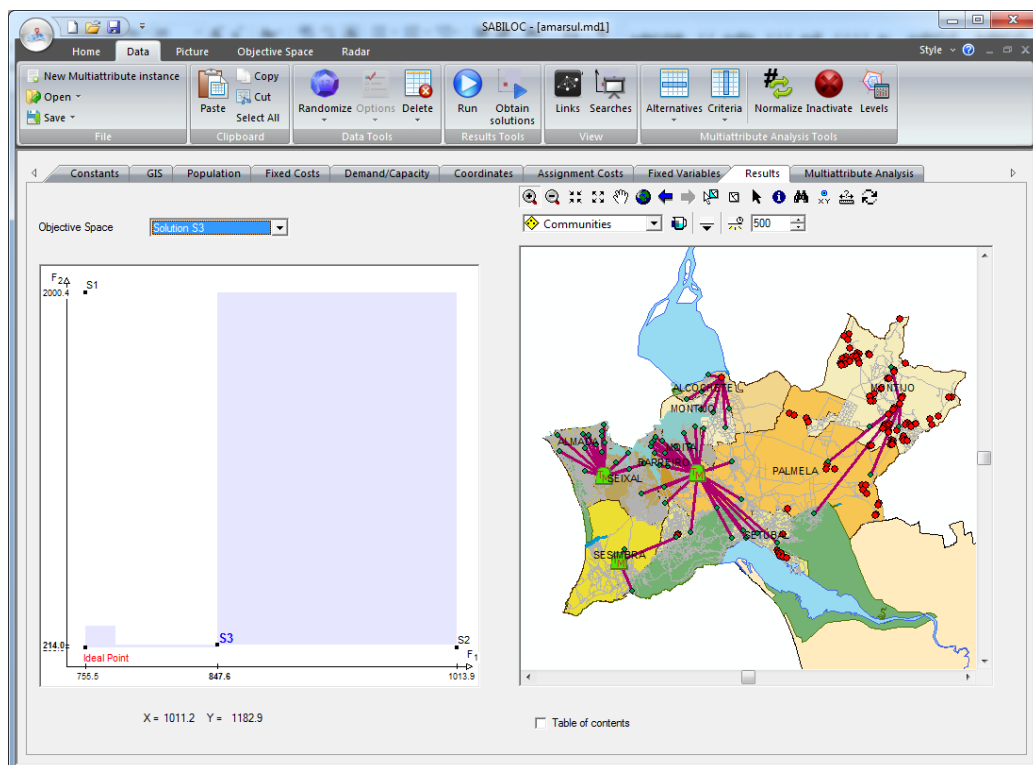 SABILOC - [amarsul.md1]
Home Data Picture Objective Space Radar Style
New Multiattribute instance
Open
Save
File
Paste
Copy
Cut
Select All
Clipboard
Randomize Options Delete
Data Tools
Run Obtain solutions
Results Tools
Links Searches
View
Alternatives Criteria Normalize Inactivate Levels
Multiattribute Analysis Tools
Constants GIS Population Fixed Costs Demand/Capacity Coordinates Assignment Costs Fixed Variables Results Multiattribute Analysis
Objective Space Solution S3
Communities 500
F2
2000.4
S1
S3
S2
Ideal Point
F1
755.5 847.6 1013.9
X = 1011.2 Y = 1182.9
ALCOCHETE
MONTIJO
MONTIJO
ALMADA
MOITA
BARREIRO
SEIXAL
PALMELA
SETUBAL
SESIMBRA
Table of contents